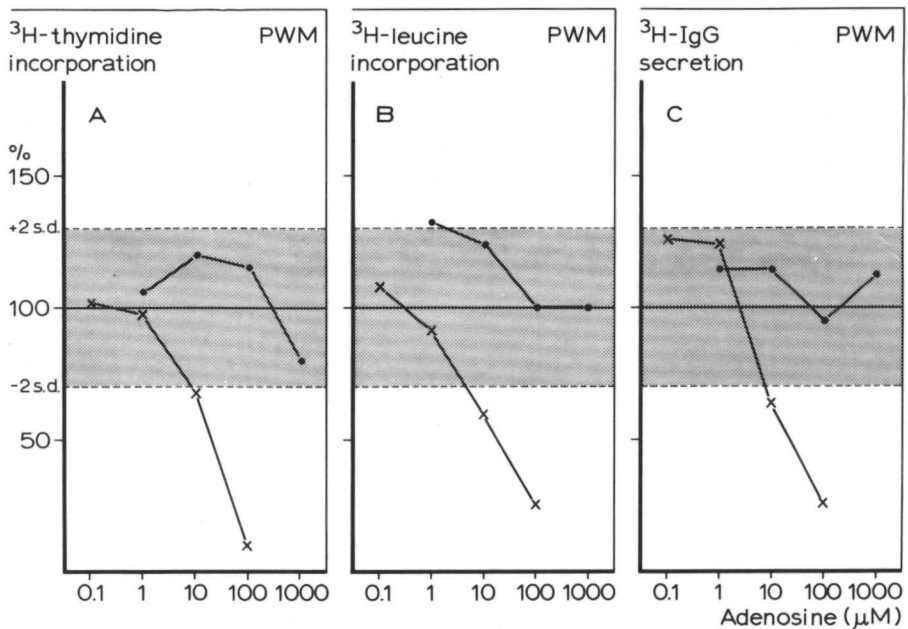 ³H-thymidine incorporation PWM
A
³H-leucine incorporation PWM
B
³H-IgG secretion PWM
C
%
150
+2 s.d.
100
-2 s.d.
50
0.1 1 10 100 1000
0.1 1 10 100 1000
0.1 1 10 100 1000
Adenosine (μM)